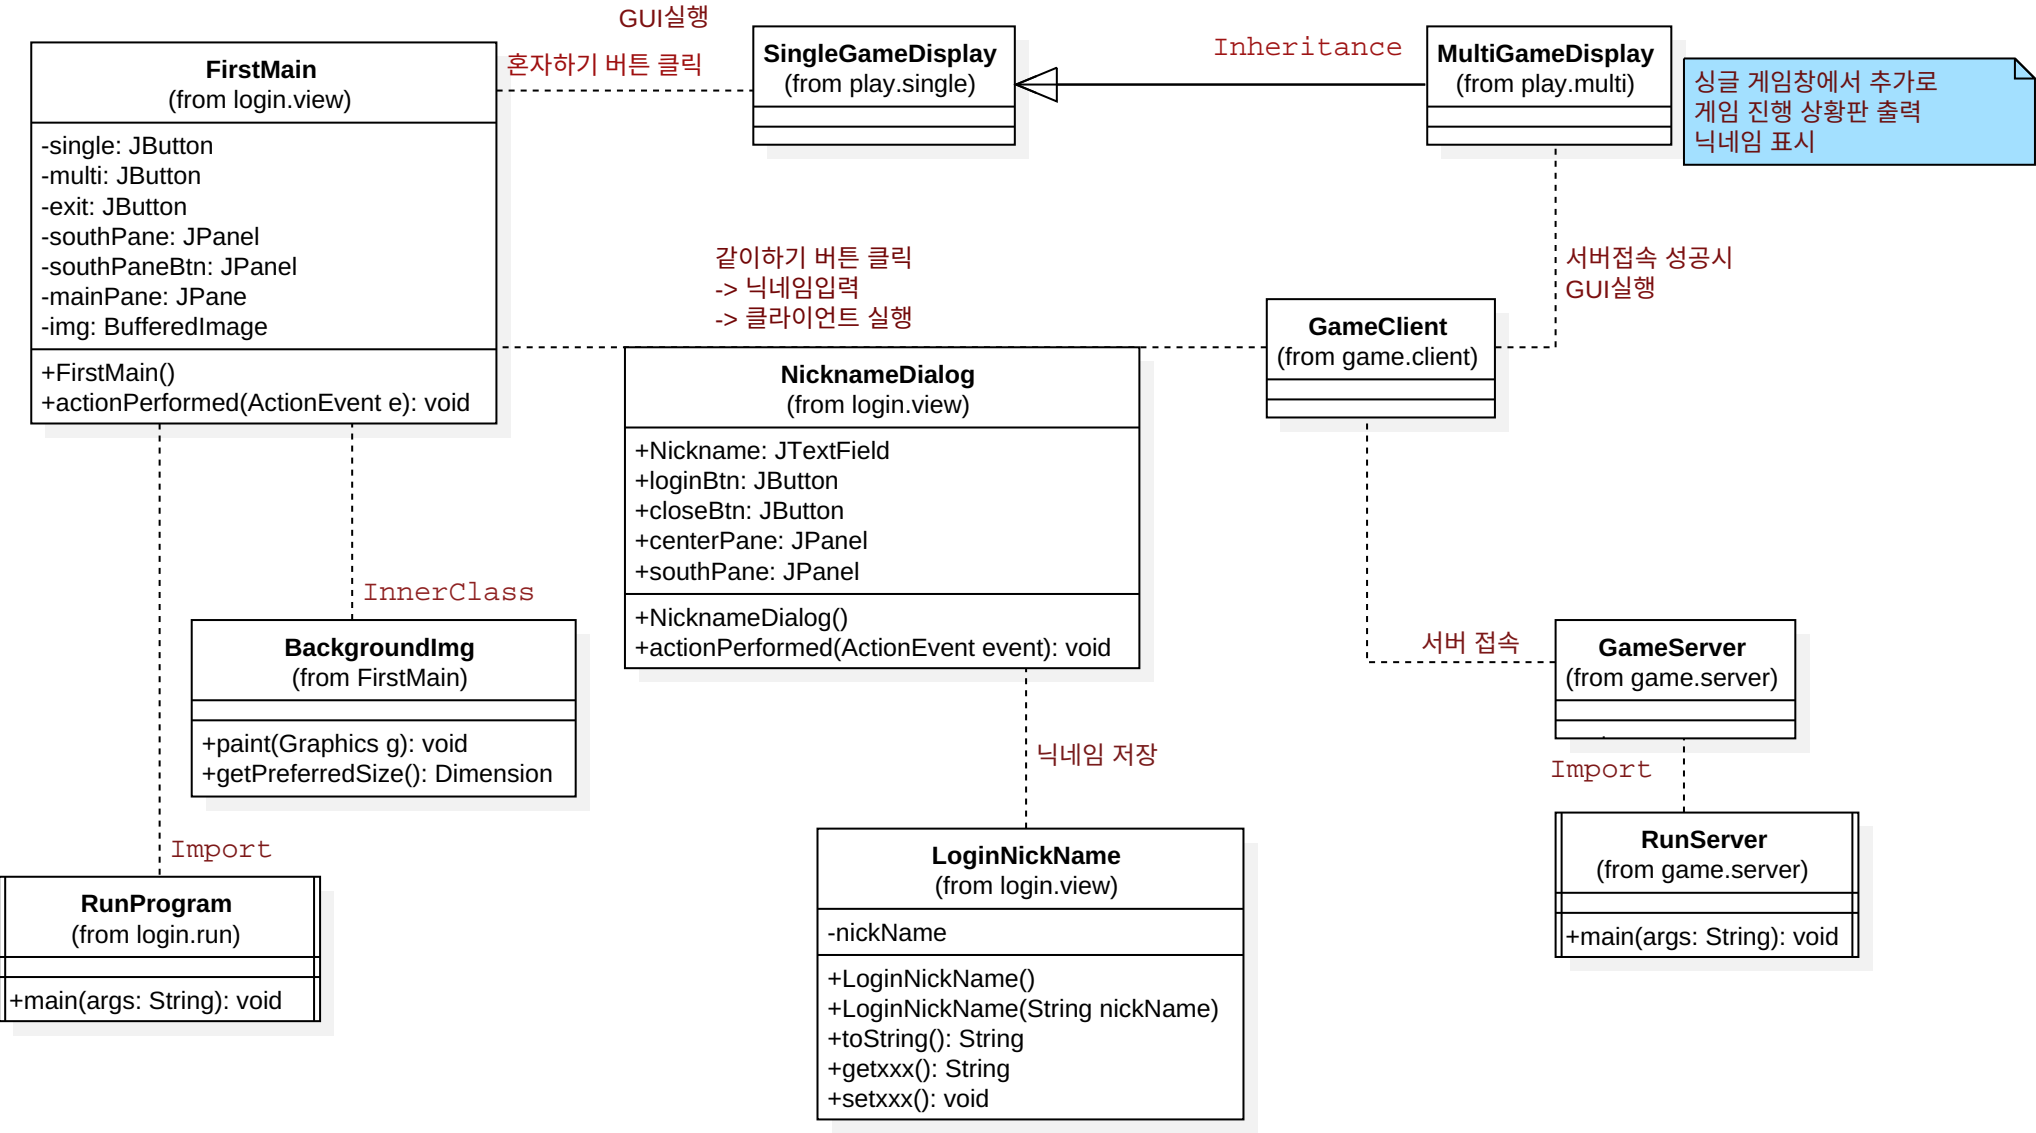 GUI실행
혼자하기 버튼 클릭
FirstMain
(from login.view)
-single: JButton
-multi: JButton
-exit: JButton
-southPane: JPanel
-southPaneBtn: JPanel
-mainPane: JPane
-img: BufferedImage
+FirstMain()
+actionPerformed(ActionEvent e): void
SingleGameDisplay
(from play.single)
Inheritance
MultiGameDisplay
(from play.multi)
싱글 게임창에서 추가로
게임 진행 상황판 출력
닉네임 표시
같이하기 버튼 클릭
-> 닉네임입력
-> 클라이언트 실행
서버접속 성공시
GUI실행
GameClient
(from game.client)
NicknameDialog
(from login.view)
+Nickname: JTextField
+loginBtn: JButton
+closeBtn: JButton
+centerPane: JPanel
+southPane: JPanel
+NicknameDialog()
+actionPerformed(ActionEvent event): void
InnerClass
BackgroundImg
(from FirstMain)
+paint(Graphics g): void
+getPreferredSize(): Dimension
서버 접속
GameServer
(from game.server)
닉네임 저장
Import
RunServer
(from game.server)
+main(args: String): void
Import
RunProgram
(from login.run)
+main(args: String): void
LoginNickName
(from login.view)
-nickName
+LoginNickName()
+LoginNickName(String nickName)
+toString(): String
+getxxx(): String
+setxxx(): void